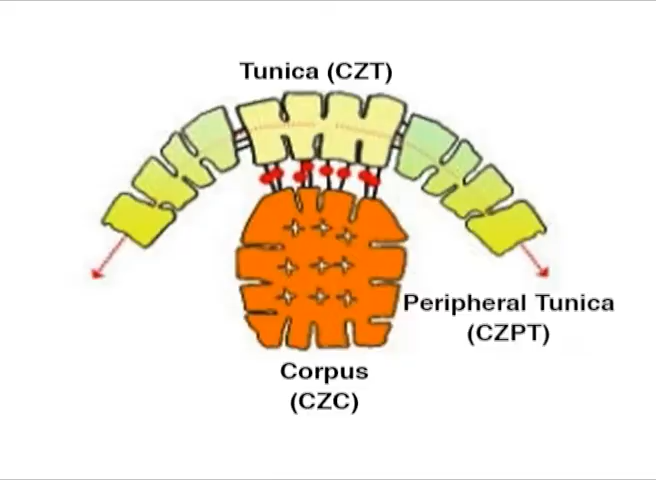 Tunica (CZT)
Peripheral Tunica
(CZPT)
Corpus
(CZC)